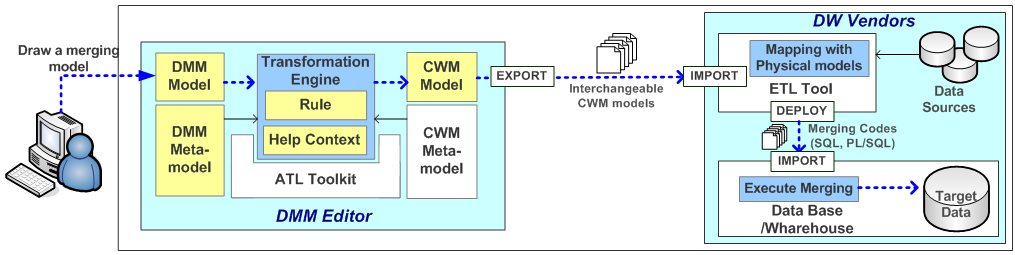 Draw a merging
model
DMM
Model
Transformation
Engine
Rule
Help Context
CWM
Model
DMM
Meta-
model
CWM
Meta-
model
ATL Toolkit
DMM Editor
EXPORT
Interchangeable
CWM models
IMPORT
DW Vendors
Mapping with
Physical models
ETL Tool
Data
Sources
DEPLOY
Merging Codes
(SQL, PL/SQL)
IMPORT
Execute Merging
Data Base
/Wharehouse
Target
Data